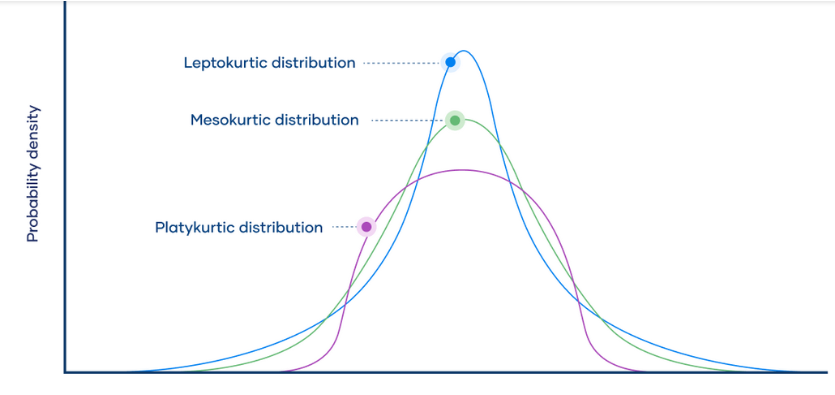 Leptokurtic distribution
Mesokurtic distribution
Platykurtic distribution
Probability density